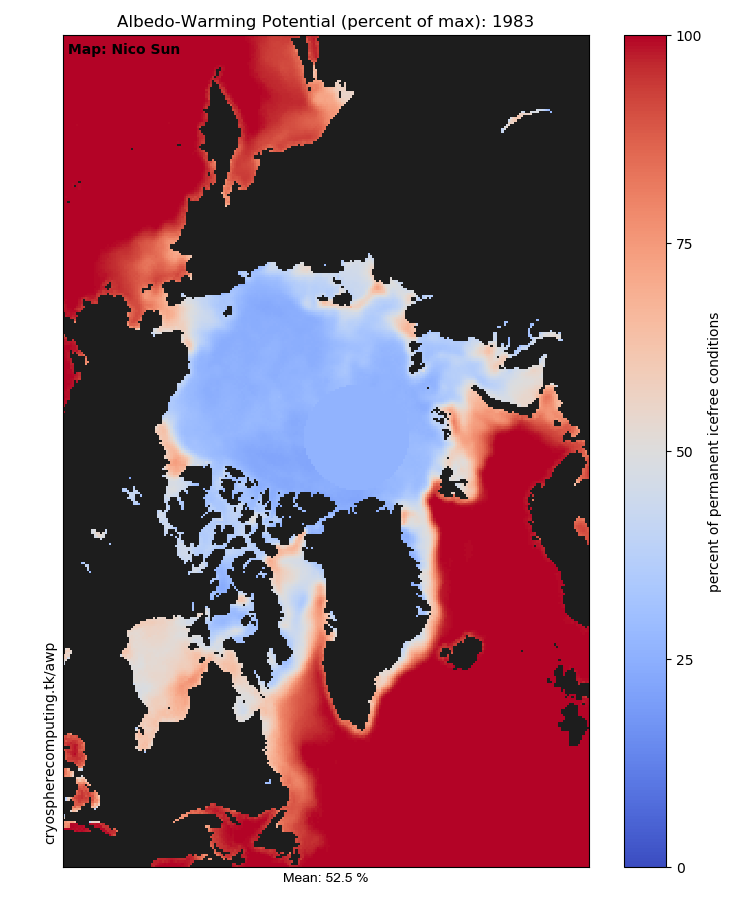 Albedo-Warming Potential (percent of max): 1983
Map: Nico Sun
100
75
50
25
0
percent of permanent icefree conditions
cryospherecomputing.tk/awp
Mean: 52.5 %